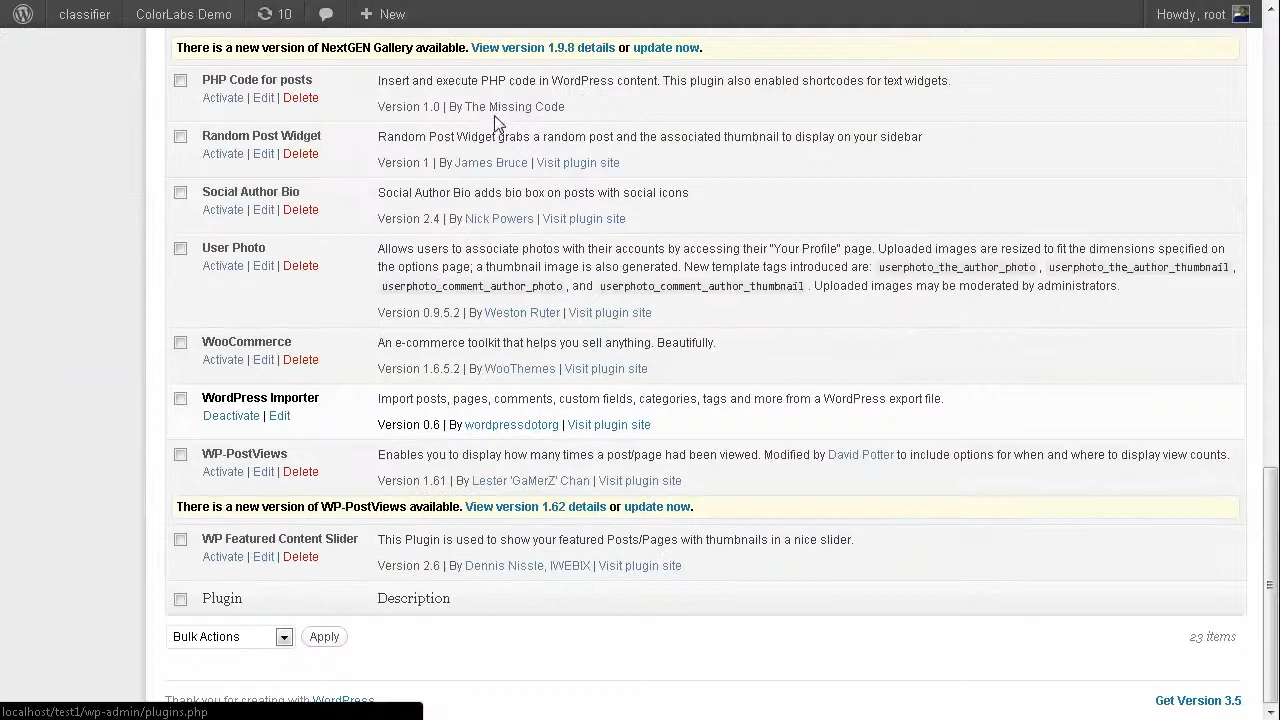 classifier ColorLabs Demo 10 + New Howdy, root
There is a new version of NextGEN Gallery available. View version 1.9.8 details or update now.
PHP Code for posts Insert and execute PHP code in WordPress content. This plugin also enabled shortcodes for text widgets.
Activate | Edit | Delete
Version 1.0 | By The Missing Code
Random Post Widget Random Post Widget grabs a random post and the associated thumbnail to display on your sidebar
Activate | Edit | Delete
Version 1 | By James Bruce | Visit plugin site
Social Author Bio Social Author Bio adds bio box on posts with social icons
Activate | Edit | Delete
Version 2.4 | By Nick Powers | Visit plugin site
User Photo Allows users to associate photos with their accounts by accessing their "Your Profile" page. Uploaded images are resized to fit the dimensions specified on
Activate | Edit | Delete the options page; a thumbnail image is also generated. New template tags introduced are: userphoto_the_author_photo , userphoto_the_author_thumbnail ,
userphoto_comment_author_photo , and userphoto_comment_author_thumbnail . Uploaded images may be moderated by administrators.
Version 0.9.5.2 | By Weston Ruter | Visit plugin site
WooCommerce An e-commerce toolkit that helps you sell anything. Beautifully.
Activate | Edit | Delete
Version 1.6.5.2 | By WooThemes | Visit plugin site
WordPress Importer Import posts, pages, comments, custom fields, categories, tags and more from a WordPress export file.
Deactivate | Edit
Version 0.6 | By wordpressdotorg | Visit plugin site
WP-PostViews Enables you to display how many times a post/page had been viewed. Modified by David Potter to include options for when and where to display view counts.
Activate | Edit | Delete
Version 1.61 | By Lester 'GaMerZ' Chan | Visit plugin site
There is a new version of WP-PostViews available. View version 1.62 details or update now.
WP Featured Content Slider This Plugin is used to show your featured Posts/Pages with thumbnails in a nice slider.
Activate | Edit | Delete
Version 2.6 | By Dennis Nissle, IWEBIX | Visit plugin site
Plugin Description
Bulk Actions Apply 23 items
Thank you for creating with WordPress Get Version 3.5
localhost/test1/wp-admin/plugins.php